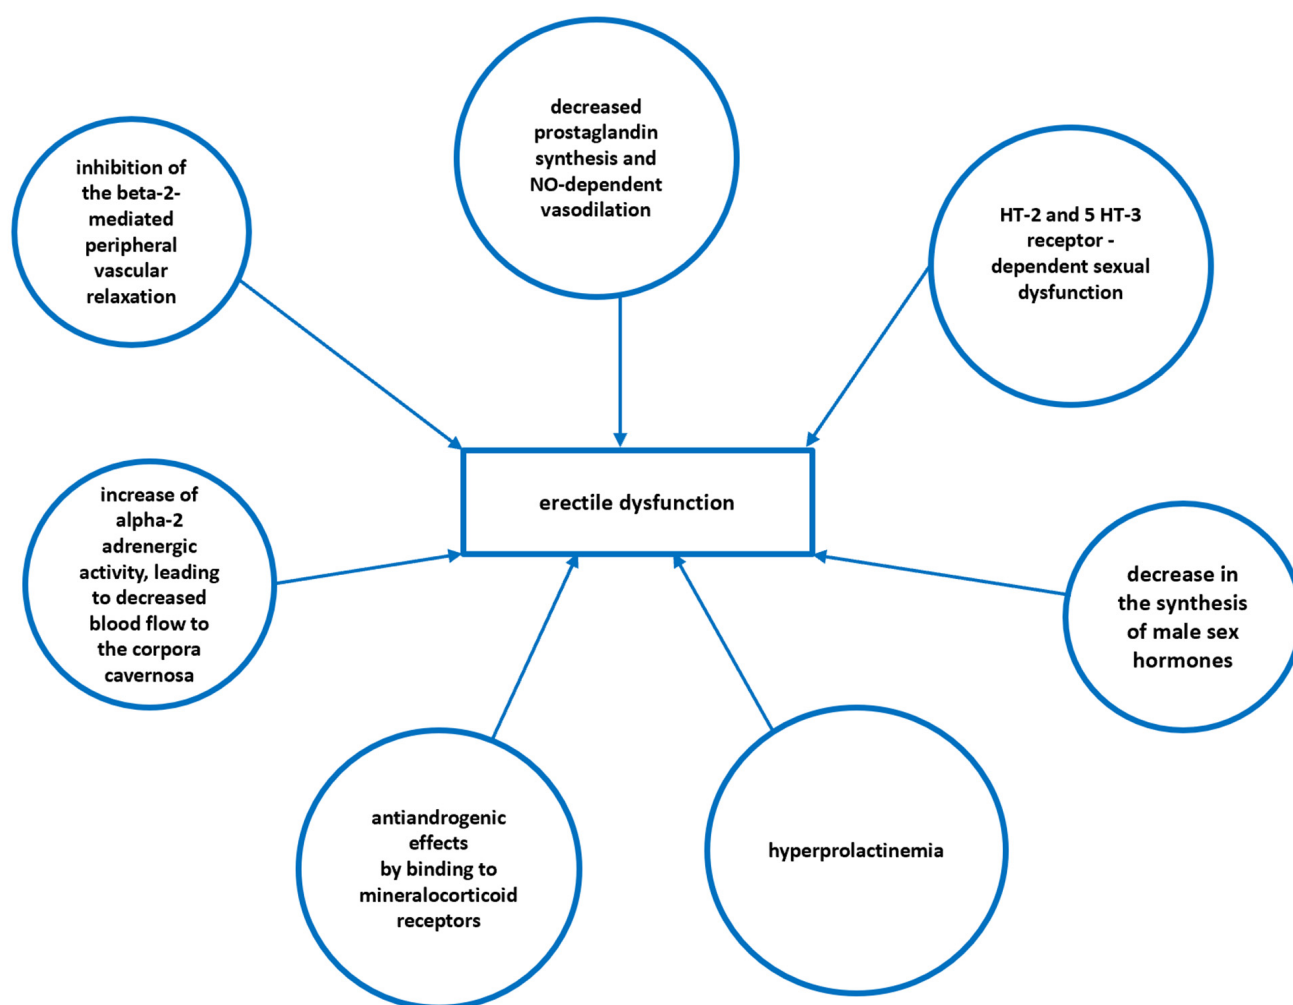 decreased
prostaglandin
synthesis and
NO-dependent
vasodilation
inhibition of
the beta-2-
mediated
peripheral
vascular
relaxation
HT-2 and 5 HT-3
receptor -
dependent sexual
dysfunction
erectile dysfunction
increase of
alpha-2
adrenergic
activity, leading
to decreased
blood flow to
the corpora
cavernosa
decrease in
the synthesis
of male sex
hormones
antiandrogenic
effects
by binding to
mineralocorticoid
receptors
hyperprolactinemia